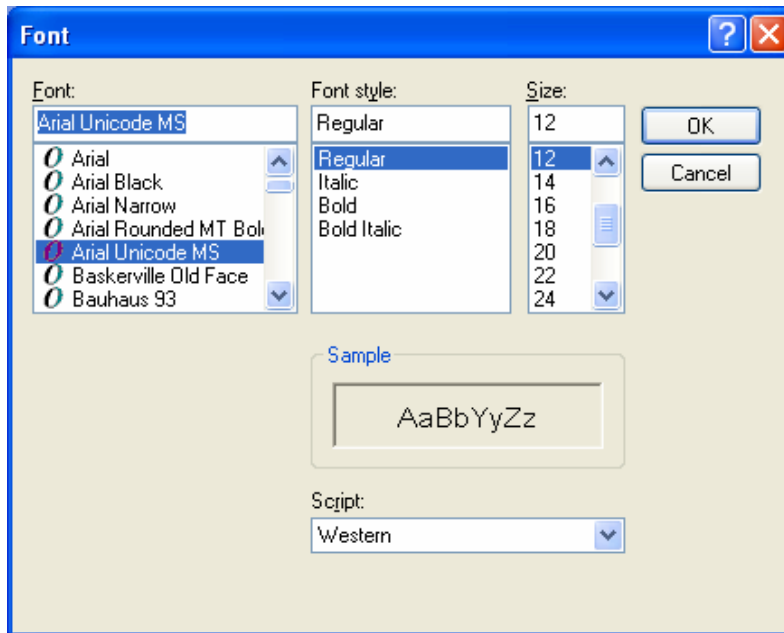 Font
Font:
Arial Unicode MS
Arial
Arial Black
Arial Narrow
Arial Rounded MT Bol
Arial Unicode MS
Baskerville Old Face
Bauhaus 93
Font style:
Regular
Regular
Italic
Bold
Bold Italic
Size:
12
12
14
16
18
20
22
24
OK
Cancel
Sample
AaBbYyZz
Script:
Western